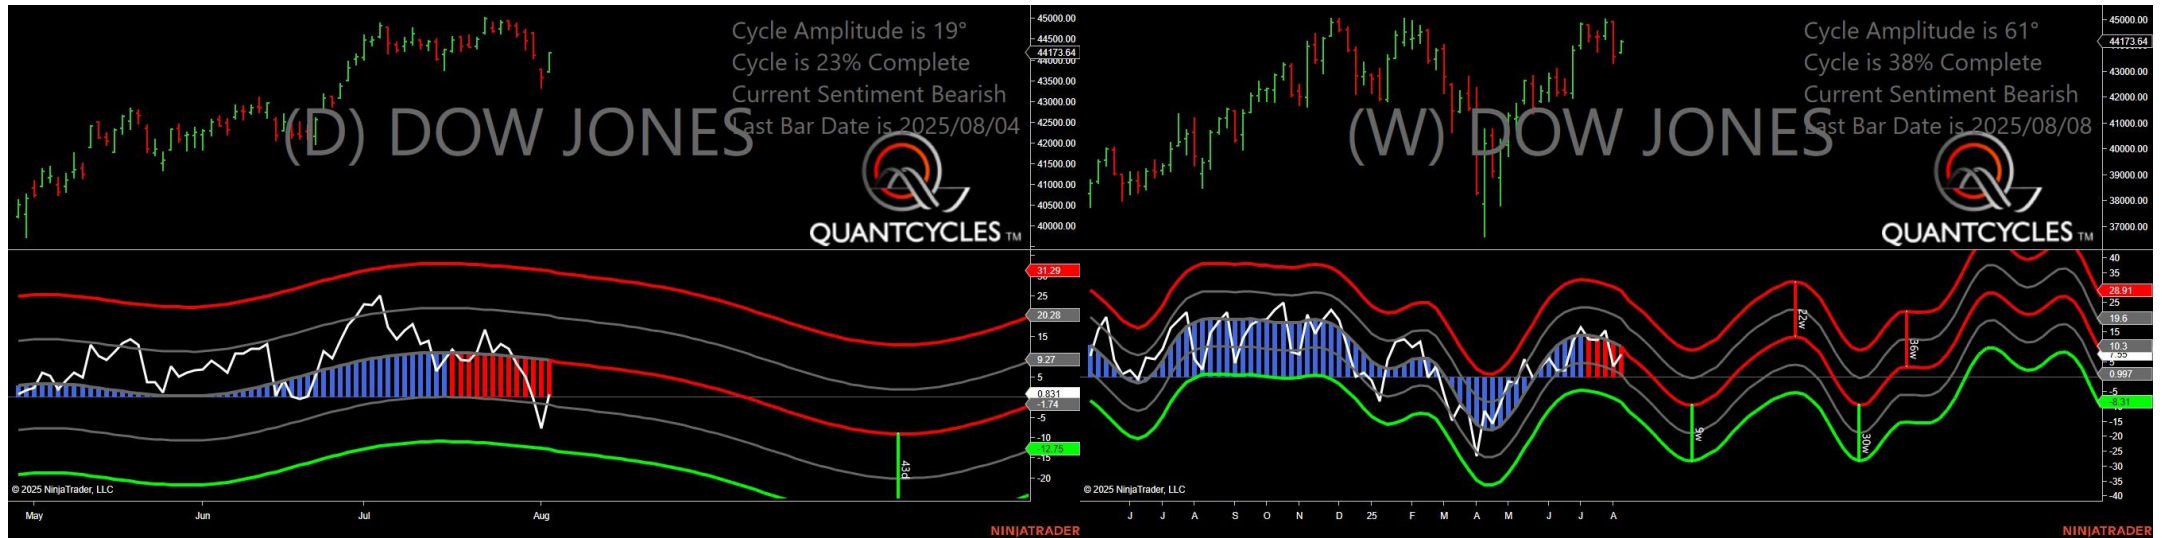 Cycle Amplitude is 19°
Cycle is 23% Complete
Current Sentiment Bearish
Last Bar Date is 2025/08/04
(D) DOW JONES
QUANTCYCLES TM
45000.00
44500.00
44173.64
44000.00
43500.00
43000.00
42500.00
42000.00
41500.00
41000.00
40500.00
40000.00
31.29
25
20.28
15
9.27
5
0.831
-1.74
-5
-10
-12.75
-15
-20
43d
© 2025 NinjaTrader, LLC
May
Jun
Jul
Aug
NINJATRADER
Cycle Amplitude is 61°
Cycle is 38% Complete
Current Sentiment Bearish
Last Bar Date is 2025/08/08
(W) DOW JONES
QUANTCYCLES TM
45000.00
44173.64
43000.00
42000.00
41000.00
40000.00
39000.00
38000.00
37000.00
40
35
28.91
25
19.6
15
10.3
7.55
0.997
-5
-8.31
-15
-20
-25
-30
-35
-40
22w
36w
9w
30w
© 2025 NinjaTrader, LLC
J
J
A
S
O
N
D
25
F
M
A
M
J
J
A
NINJATRADER